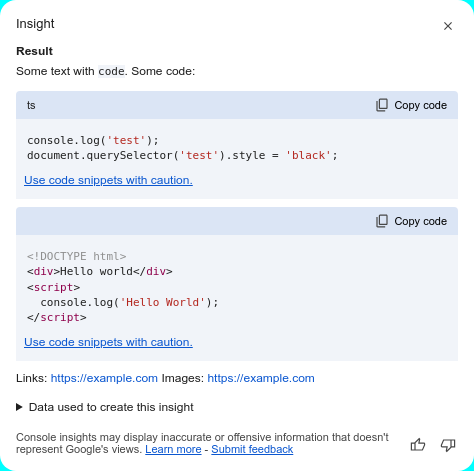 Insight
Result
Some text with code. Some code:
ts
Copy code
console.log('test');
document.querySelector('test').style = 'black';
Use code snippets with caution.
Copy code
<!DOCTYPE html>
<div>Hello world</div>
<script>
  console.log('Hello World');
</script>
Use code snippets with caution.
Links: https://example.com Images: https://example.com
Data used to create this insight
Console insights may display inaccurate or offensive information that doesn't
represent Google's views. Learn more - Submit feedback